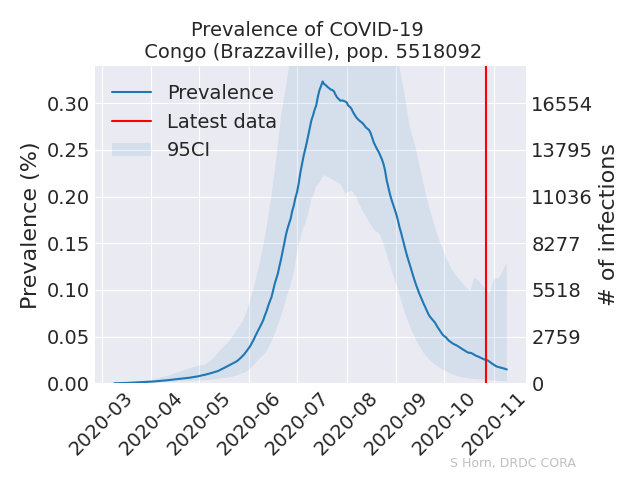 Prevalence of COVID-19
Congo (Brazzaville), pop. 5518092
Prevalence
Latest data
95CI
Prevalence (%)
0.30
0.25
0.20
0.15
0.10
0.05
0.00
16554
13795
11036
8277
5518
2759
0
# of infections
2020-03
2020-04
2020-05
2020-06
2020-07
2020-08
2020-09
2020-10
2020-11
S Horn, DRDC CORA